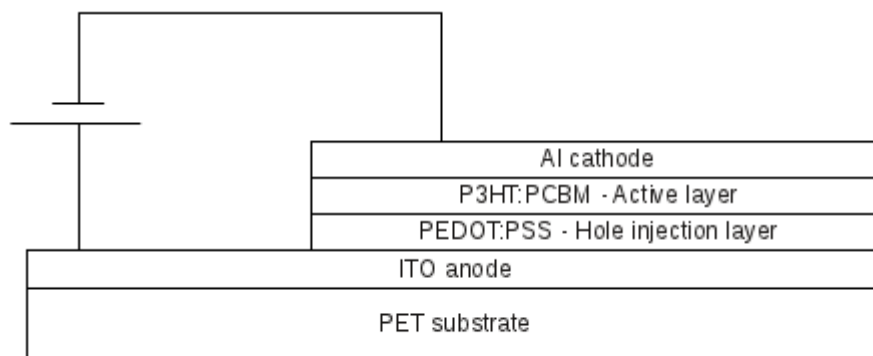 Al cathode
P3HT:PCBM - Active layer
PEDOT:PSS - Hole injection layer
ITO anode
PET substrate